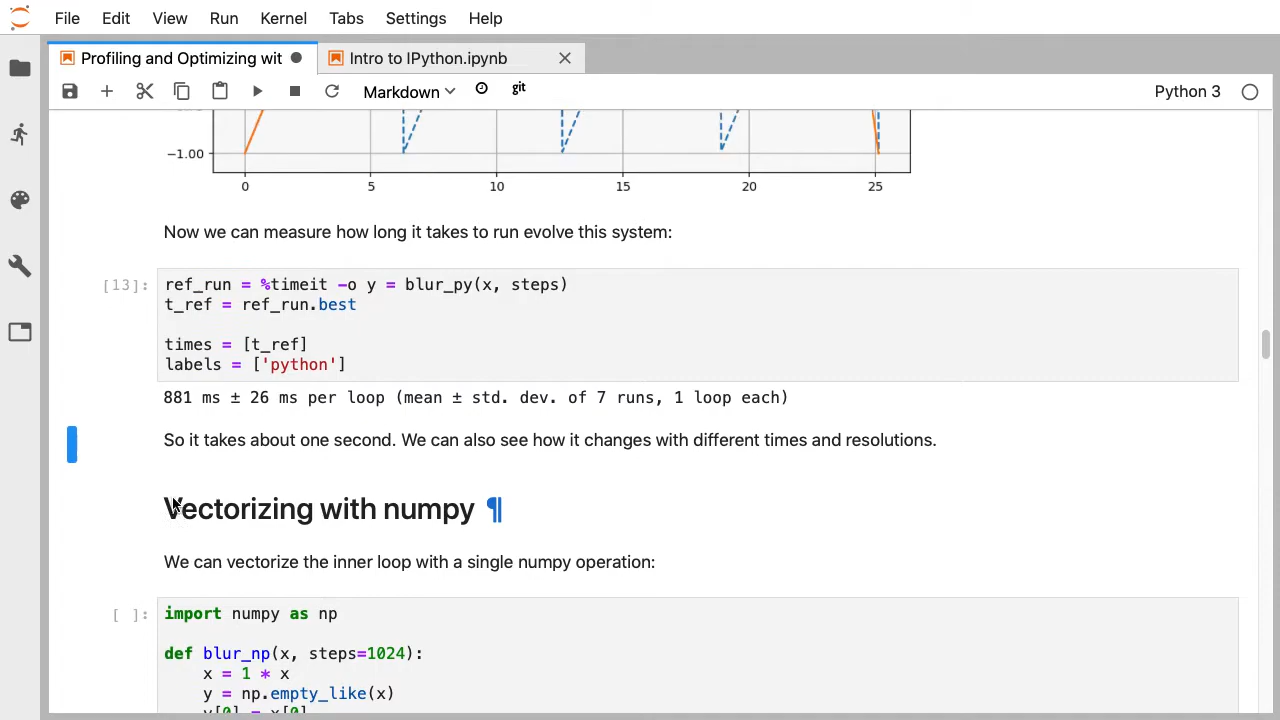 File Edit View Run Kernel Tabs Settings Help
Profiling and Optimizing wit
Intro to IPython.ipynb
Markdown
git
Python 3
−1.00
0 5 10 15 20 25
Now we can measure how long it takes to run evolve this system:
[13]:
ref_run = %timeit -o y = blur_py(x, steps)
t_ref = ref_run.best
times = [t_ref]
labels = ['python']
881 ms ± 26 ms per loop (mean ± std. dev. of 7 runs, 1 loop each)
So it takes about one second. We can also see how it changes with different times and resolutions.
Vectorizing with numpy ¶
We can vectorize the inner loop with a single numpy operation:
[ ]:
import numpy as np
def blur_np(x, steps=1024):
x = 1 * x
y = np.empty_like(x)
y[0] = x[0]